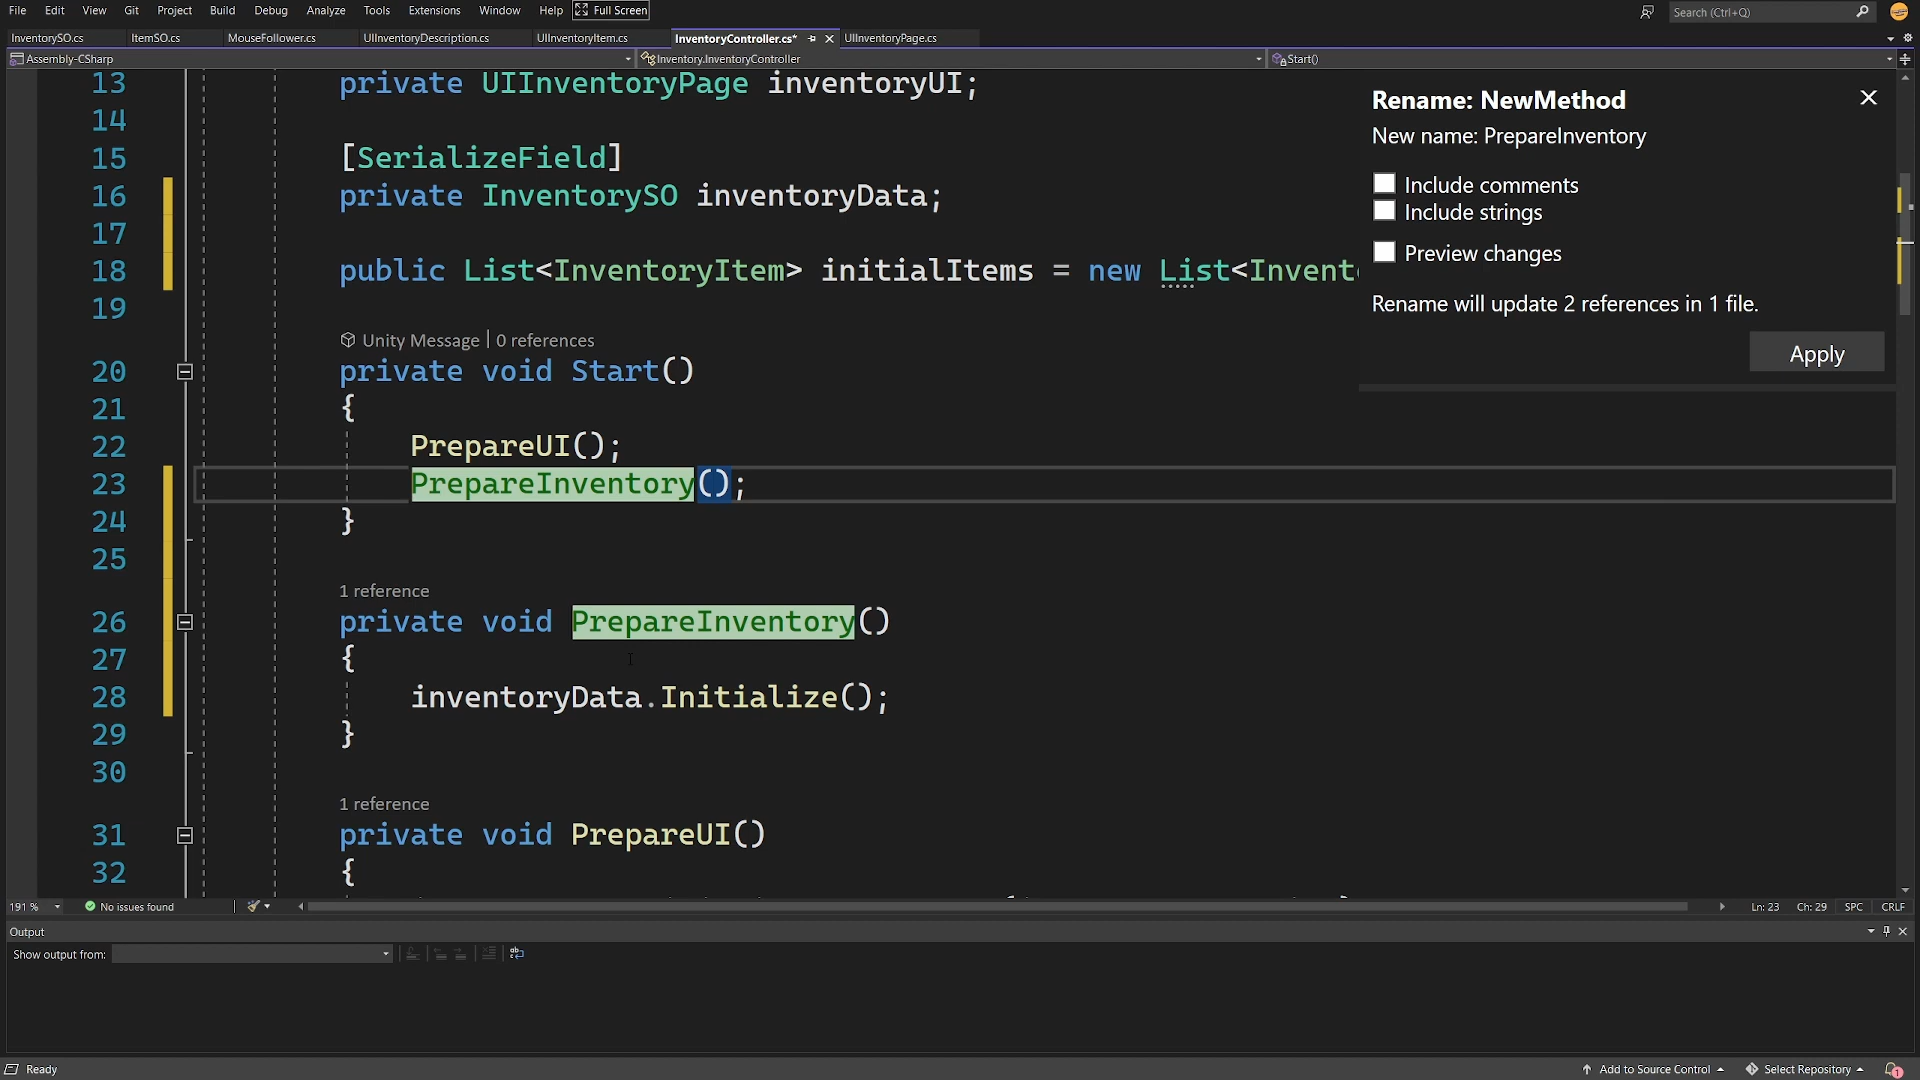 File Edit View Git Project Build Debug Analyze Tools Extensions Window Help Full Screen Search (Ctrl+Q)
InventorySO.cs ItemSO.cs MouseFollower.cs UIInventoryDescription.cs UIInventoryItem.cs InventoryController.cs* UIInventoryPage.cs
Assembly-CSharp Inventory.InventoryController Start()
13 private UIInventoryPage inventoryUI;
14
15 [SerializeField]
16 private InventorySO inventoryData;
17
18 public List<InventoryItem> initialItems = new List<Invent
19
Unity Message | 0 references
20 private void Start()
21 {
22 PrepareUI();
23 PrepareInventory();
24 }
25
1 reference
26 private void PrepareInventory()
27 {
28 inventoryData.Initialize();
29 }
30
1 reference
31 private void PrepareUI()
32 {
Rename: NewMethod
New name: PrepareInventory
Include comments
Include strings
Preview changes
Rename will update 2 references in 1 file.
Apply
191 % No issues found Ln: 23 Ch: 29 SPC CRLF
Output
Show output from:
Ready Add to Source Control Select Repository 1